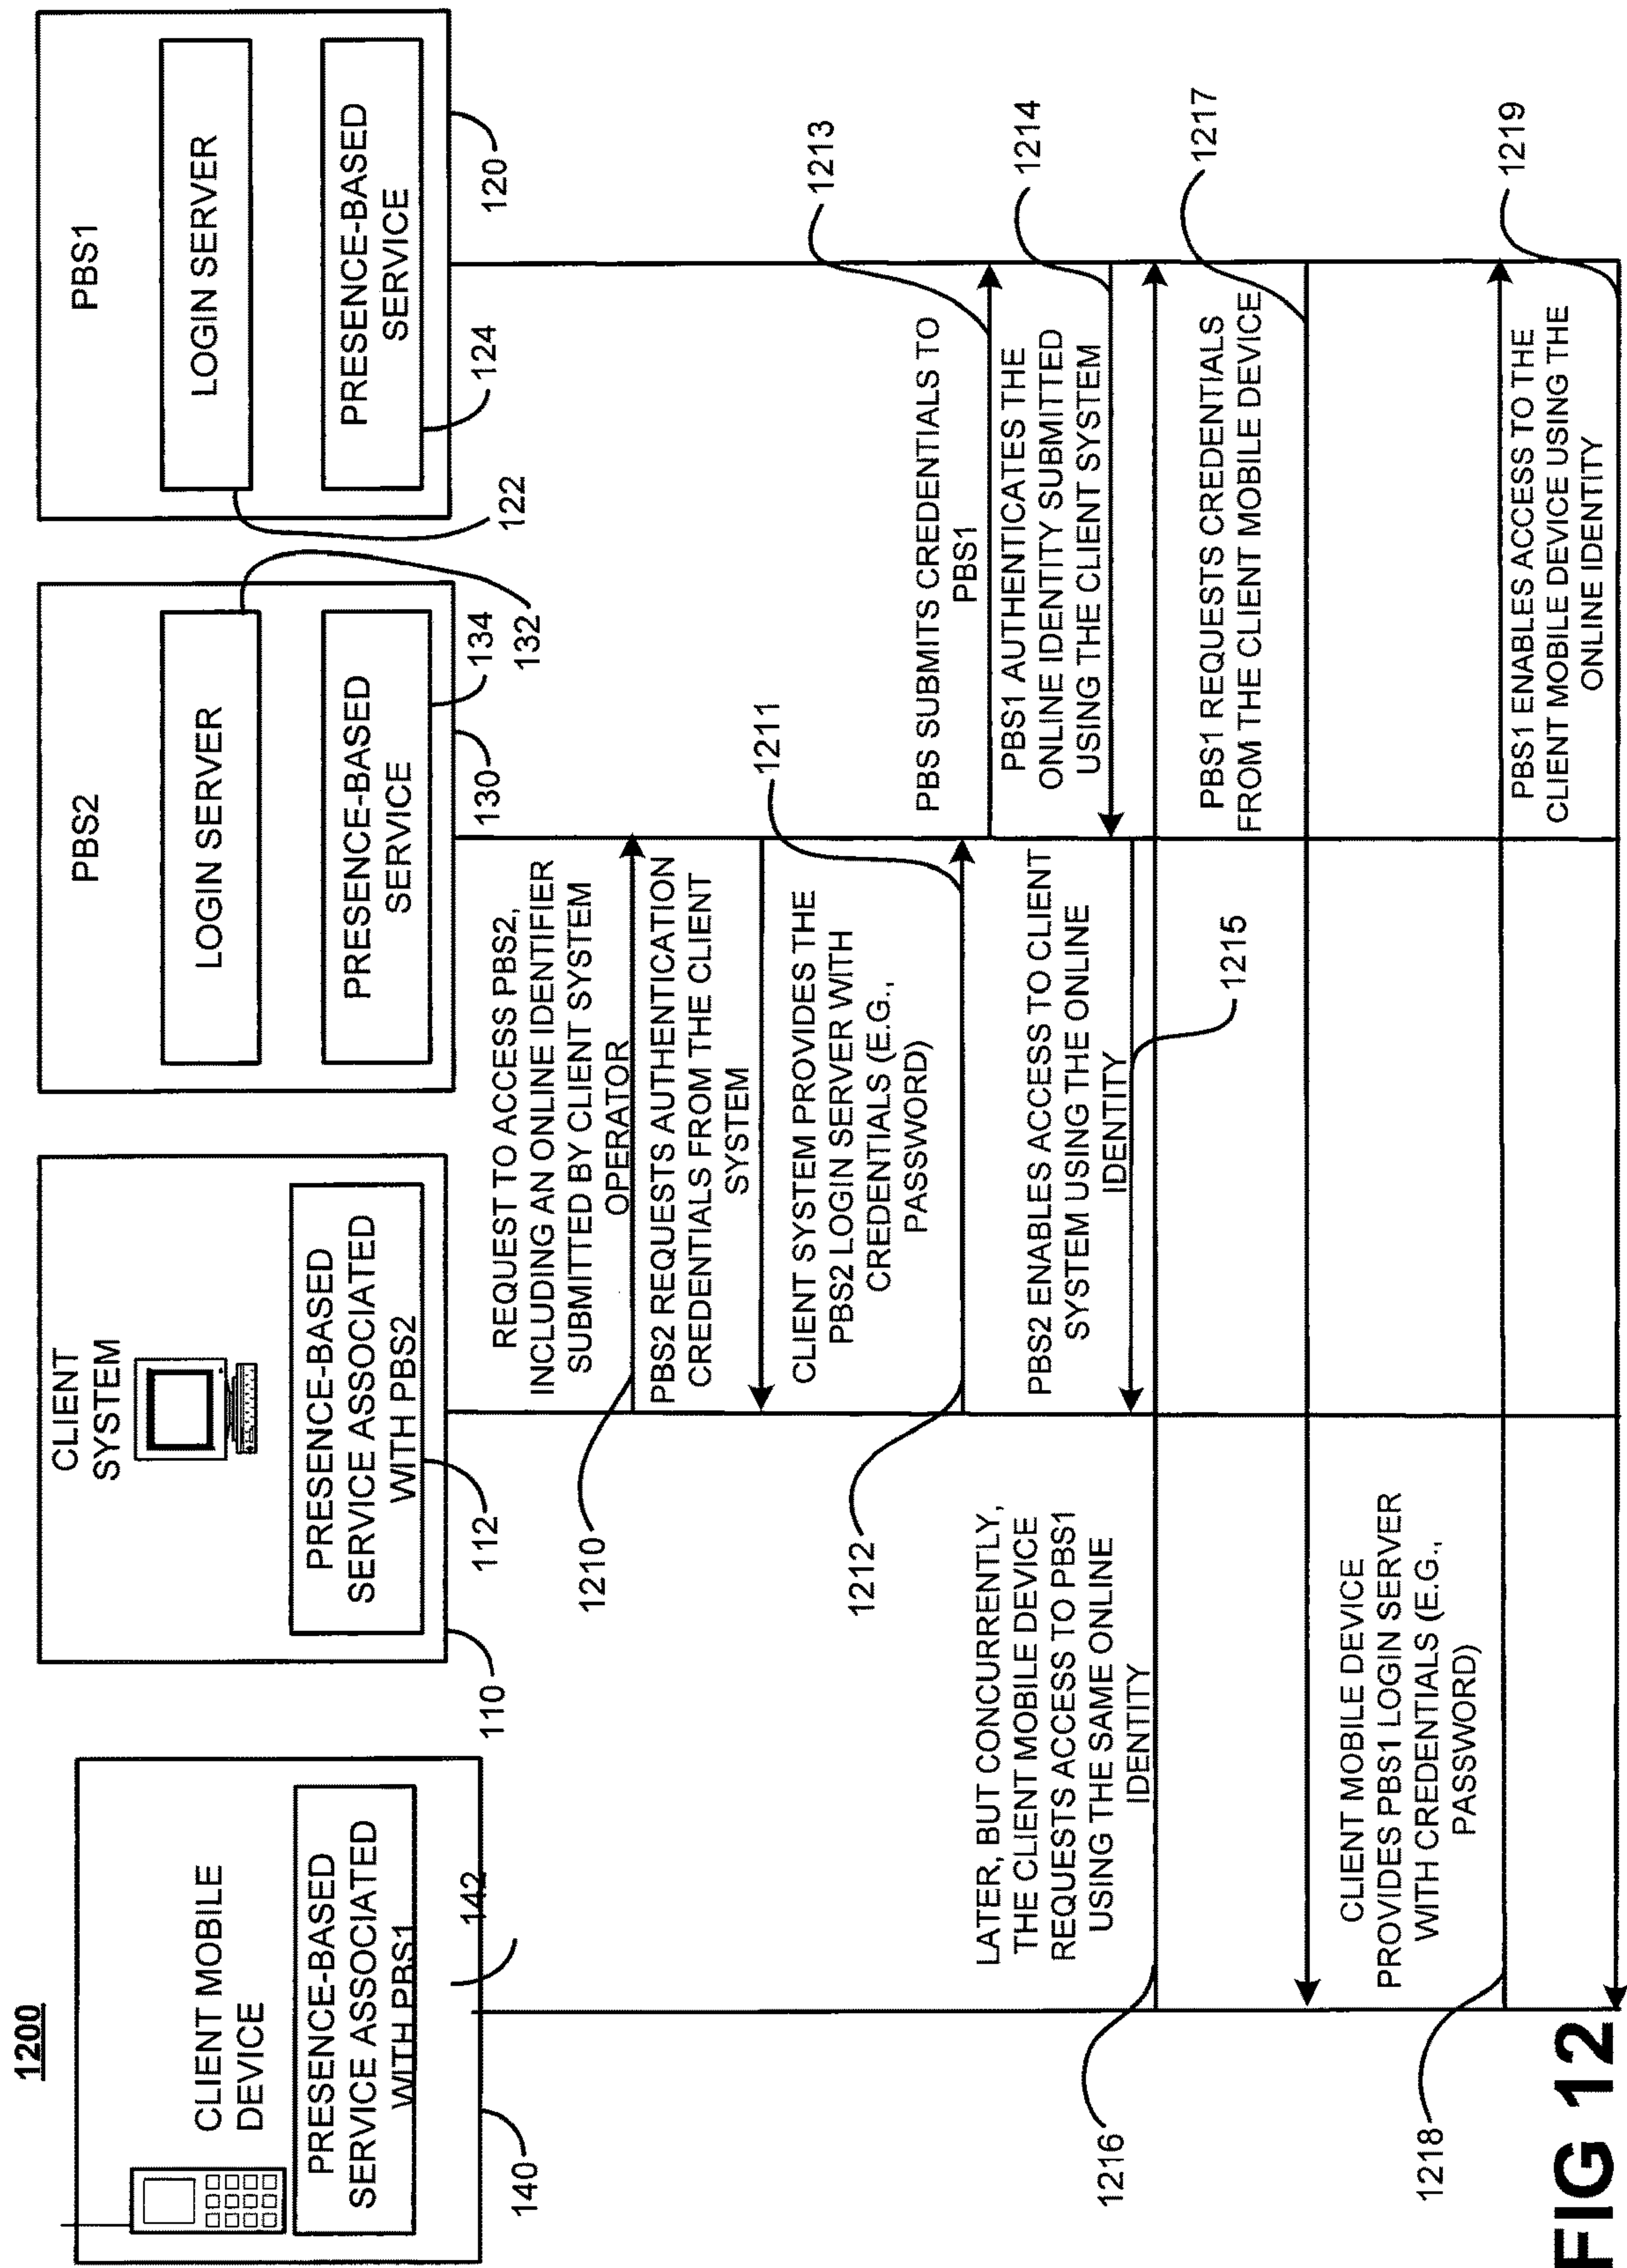 1200
CLIENT MOBILE
DEVICE
PRESENCE-BASED
SERVICE ASSOCIATED
WITH PBS1
140
142
CLIENT
SYSTEM
PRESENCE-BASED
SERVICE ASSOCIATED
WITH PBS2
110
112
PBS2
LOGIN SERVER
PRESENCE-BASED
SERVICE
130
134
132
PBS1
LOGIN SERVER
PRESENCE-BASED
SERVICE
122
124
120
REQUEST TO ACCESS PBS2,
INCLUDING AN ONLINE IDENTIFIER
SUBMITTED BY CLIENT SYSTEM
OPERATOR
1210
PBS2 REQUESTS AUTHENTICATION
CREDENTIALS FROM THE CLIENT
SYSTEM
1211
CLIENT SYSTEM PROVIDES THE
PBS2 LOGIN SERVER WITH
CREDENTIALS (E.G.,
PASSWORD)
1212
PBS SUBMITS CREDENTIALS TO
PBS1
1213
PBS1 AUTHENTICATES THE
ONLINE IDENTITY SUBMITTED
USING THE CLIENT SYSTEM
1214
PBS2 ENABLES ACCESS TO CLIENT
SYSTEM USING THE ONLINE
IDENTITY
1215
LATER, BUT CONCURRENTLY,
THE CLIENT MOBILE DEVICE
REQUESTS ACCESS TO PBS1
USING THE SAME ONLINE
IDENTITY
1216
PBS1 REQUESTS CREDENTIALS
FROM THE CLIENT MOBILE DEVICE
1217
CLIENT MOBILE DEVICE
PROVIDES PBS1 LOGIN SERVER
WITH CREDENTIALS (E.G.,
PASSWORD)
1218
PBS1 ENABLES ACCESS TO THE
CLIENT MOBILE DEVICE USING THE
ONLINE IDENTITY
1219
FIG 12